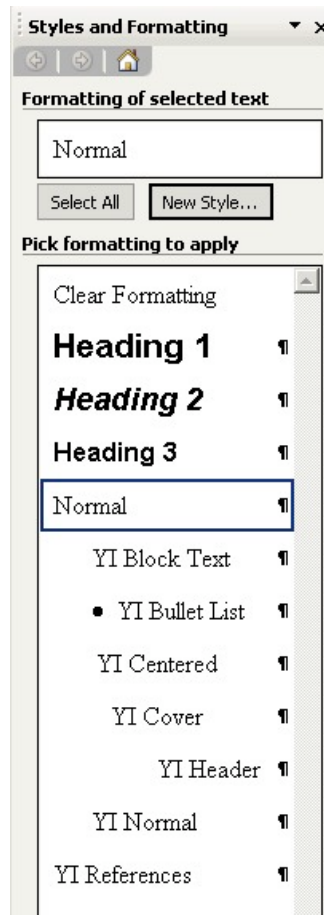 Styles and Formatting
Formatting of selected text
Normal
Select All New Style...
Pick formatting to apply
Clear Formatting
Heading 1 ¶
Heading 2 ¶
Heading 3 ¶
Normal ¶
YI Block Text ¶
• YI Bullet List ¶
YI Centered ¶
YI Cover ¶
YI Header ¶
YI Normal ¶
YI References ¶